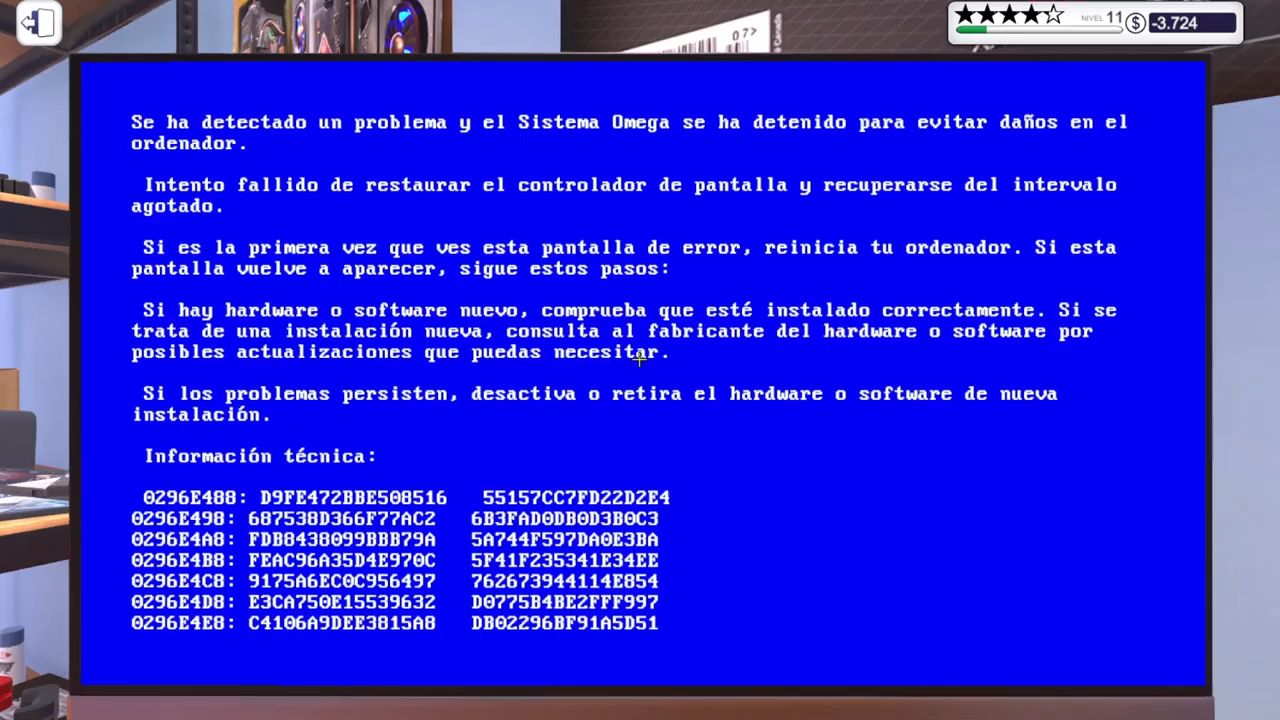 07>
Canada
NIVEL 11
$ -3.724
Se ha detectado un problema y el Sistema Omega se ha detenido para evitar daños en el
ordenador.
Intento fallido de restaurar el controlador de pantalla y recuperarse del intervalo
agotado.
Si es la primera vez que ves esta pantalla de error, reinicia tu ordenador. Si esta
pantalla vuelve a aparecer, sigue estos pasos:
Si hay hardware o software nuevo, comprueba que esté instalado correctamente. Si se
trata de una instalación nueva, consulta al fabricante del hardware o software por
posibles actualizaciones que puedas necesitar.
Si los problemas persisten, desactiva o retira el hardware o software de nueva
instalación.
Información técnica:
0296E488: D9FE472BBE508516 55157CC7FD22D2E4
0296E498: 687538D366F77AC2 6B3FAD0DB0D3B0C3
0296E4A8: FDB8438099BBB79A 5A744F597DA0E3BA
0296E4B8: FEAC96A35D4E970C 5F41F235341E34EE
0296E4C8: 9175A6EC0C956497 762673944114E854
0296E4D8: E3CA750E15539632 D0775B4BE2FFF997
0296E4E8: C4106A9DEE3815A8 DB02296BF91A5D51